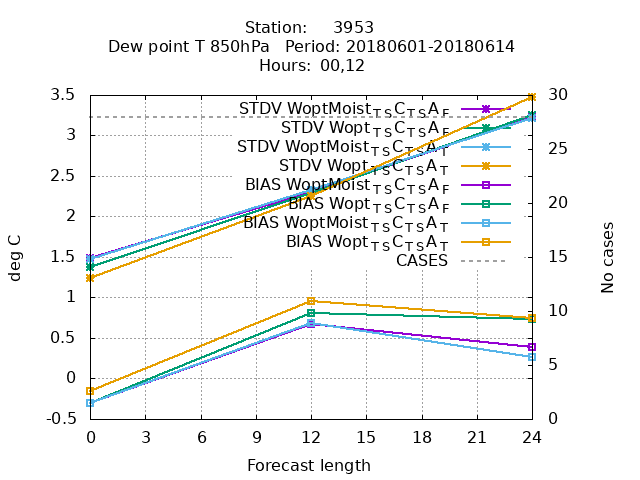 Station:     3953
Dew point T 850hPa   Period: 20180601-20180614
Hours:  00,12
3.5
3
2.5
2
1.5
1
0.5
0
-0.5
deg C
STDV WoptMoist_TS C_TS A_F
STDV Wopt_TS C_TS A_F
STDV WoptMoist_TS C_TS A_T
STDV Wopt_TS C_TS A_T
BIAS WoptMoist_TS C_TS A_F
BIAS Wopt_TS C_TS A_F
BIAS WoptMoist_TS C_TS A_T
BIAS Wopt_TS C_TS A_T
CASES
30
25
20
15
10
5
0
No cases
0 3 6 9 12 15 18 21 24
Forecast length